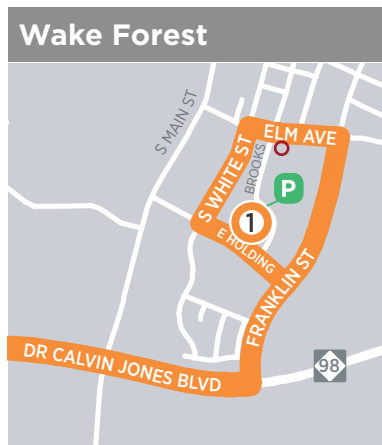 Wake Forest
S MAIN ST
ELM AVE
S WHITE ST
BROOKS
P
1
E HOLDING
FRANKLIN ST
DR CALVIN JONES BLVD
98